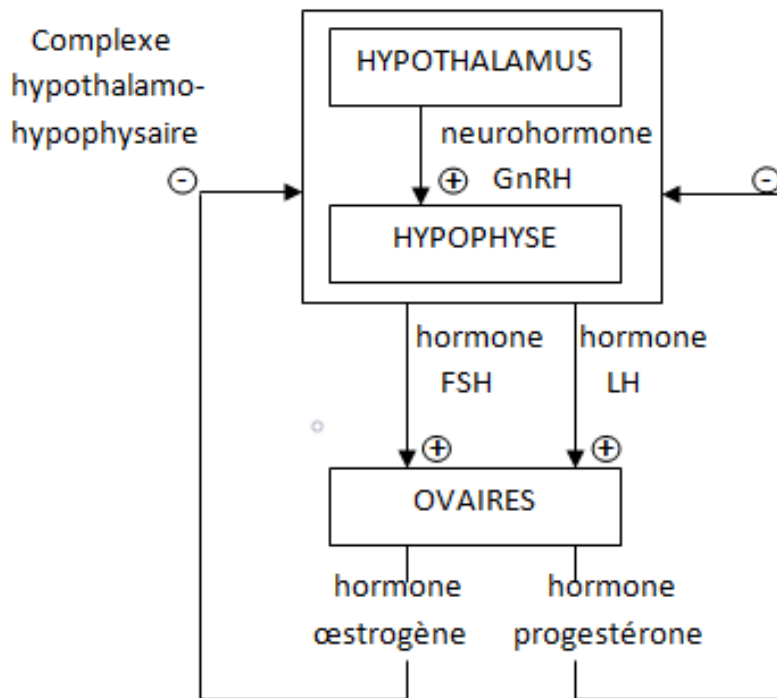 Complexe
hypothalamo-
hypophysaire
HYPOTHALAMUS
neurohormone
GnRH
+
-
-
HYPOPHYSE
hormone hormone
FSH LH
+ +
OVAIRES
hormone hormone
œstrogène progestérone